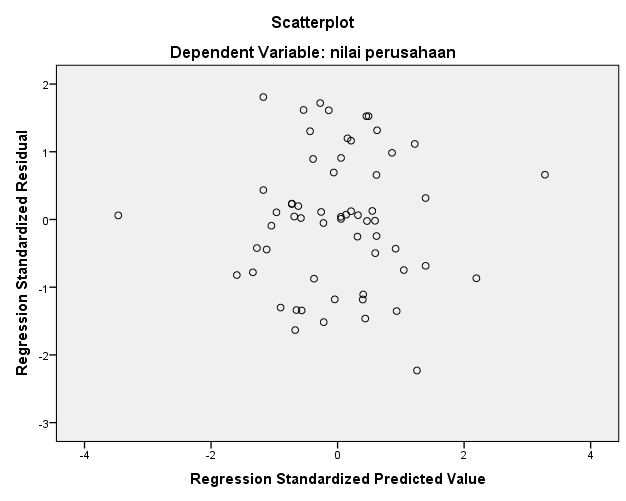 Scatterplot
Dependent Variable: nilai perusahaan
Regression Standardized Residual
2
1
0
-1
-2
-3
-4
-2
0
2
4
Regression Standardized Predicted Value